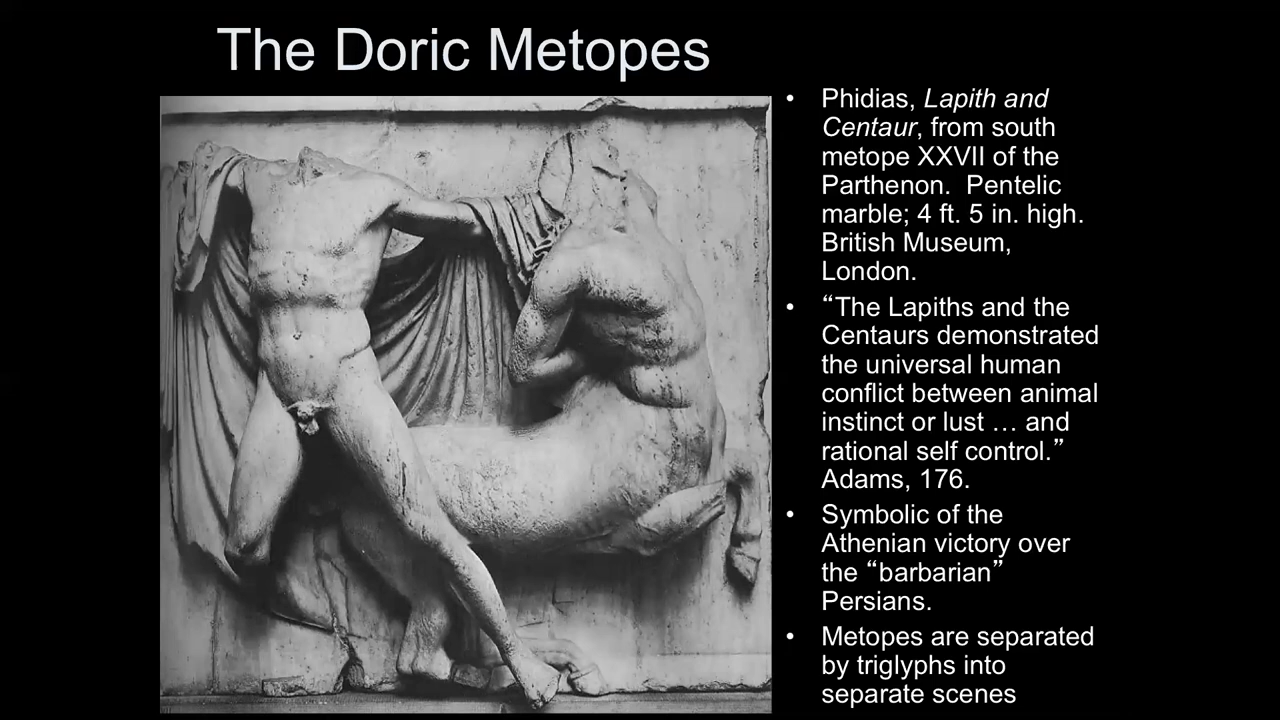 The Doric Metopes
• Phidias, Lapith and
Centaur, from south
metope XXVII of the
Parthenon.  Pentelic
marble; 4 ft. 5 in. high.
British Museum,
London.
• “The Lapiths and the
Centaurs demonstrated
the universal human
conflict between animal
instinct or lust … and
rational self control.”
Adams, 176.
• Symbolic of the
Athenian victory over
the “barbarian”
Persians.
• Metopes are separated
by triglyphs into
separate scenes